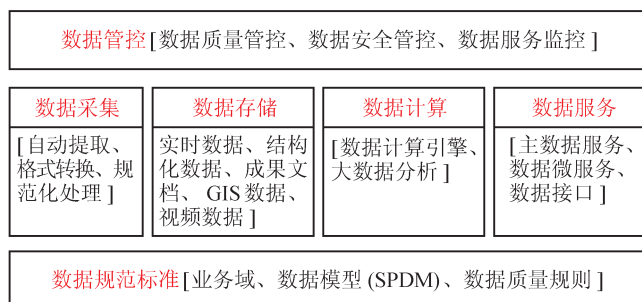 数据管控[数据质量管控、数据安全管控、数据服务监控]
数据采集
[自动提取、
格式转换、规
范化处理]
数据存储
实时数据、结构
化数据、成果文
档、GIS数据、
视频数据]
数据计算
[数据计算引擎、
大数据分析]
数据服务
[主数据服务、
数据微服务、
数据接口]
数据规范标准[业务域、数据模型(SPDM)、数据质量规则]